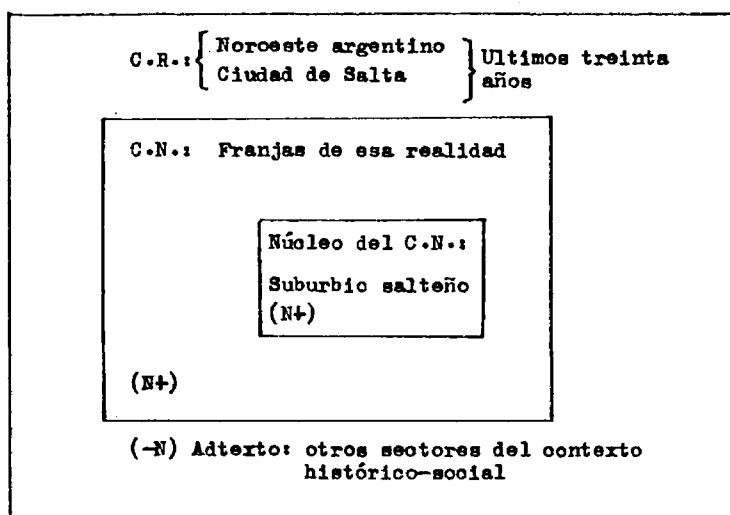 C.R.: Noroeste argentino
Ciudad de Salta
Ultimos treinta
años
C.N.: Franjas de esa realidad
Núcleo del C.N.:
Suburbio salteño
(N+)
(N+)
(-N) Adtexto: otros sectores del contexto
histórico-social